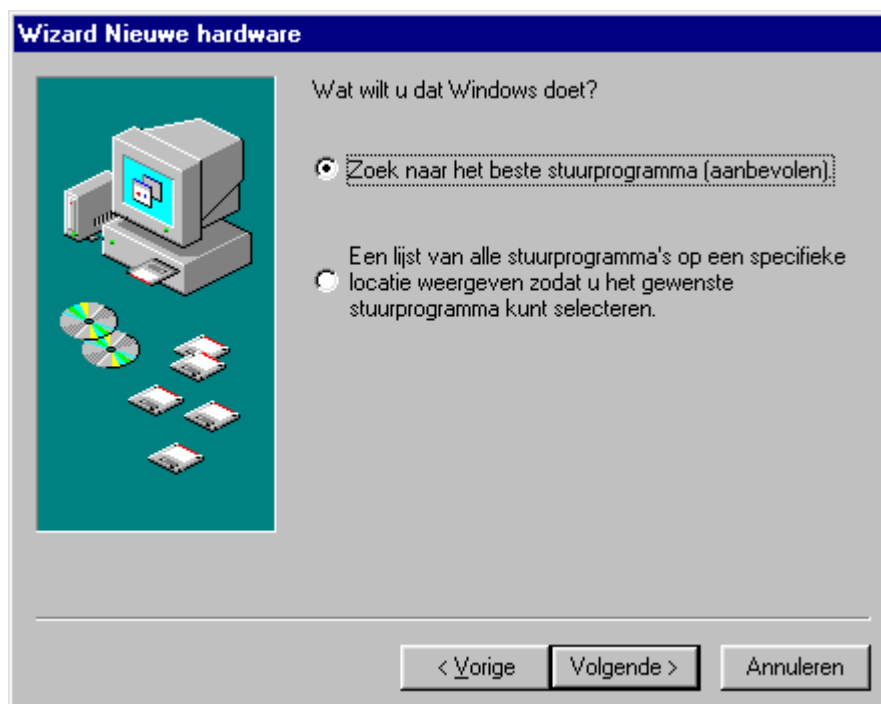 Wizard Nieuwe hardware
Wat wilt u dat Windows doet?
Zoek naar het beste stuurprogramma (aanbevolen).
Een lijst van alle stuurprogramma's op een specifieke
locatie weergeven zodat u het gewenste
stuurprogramma kunt selecteren.
< Vorige
Volgende >
Annuleren